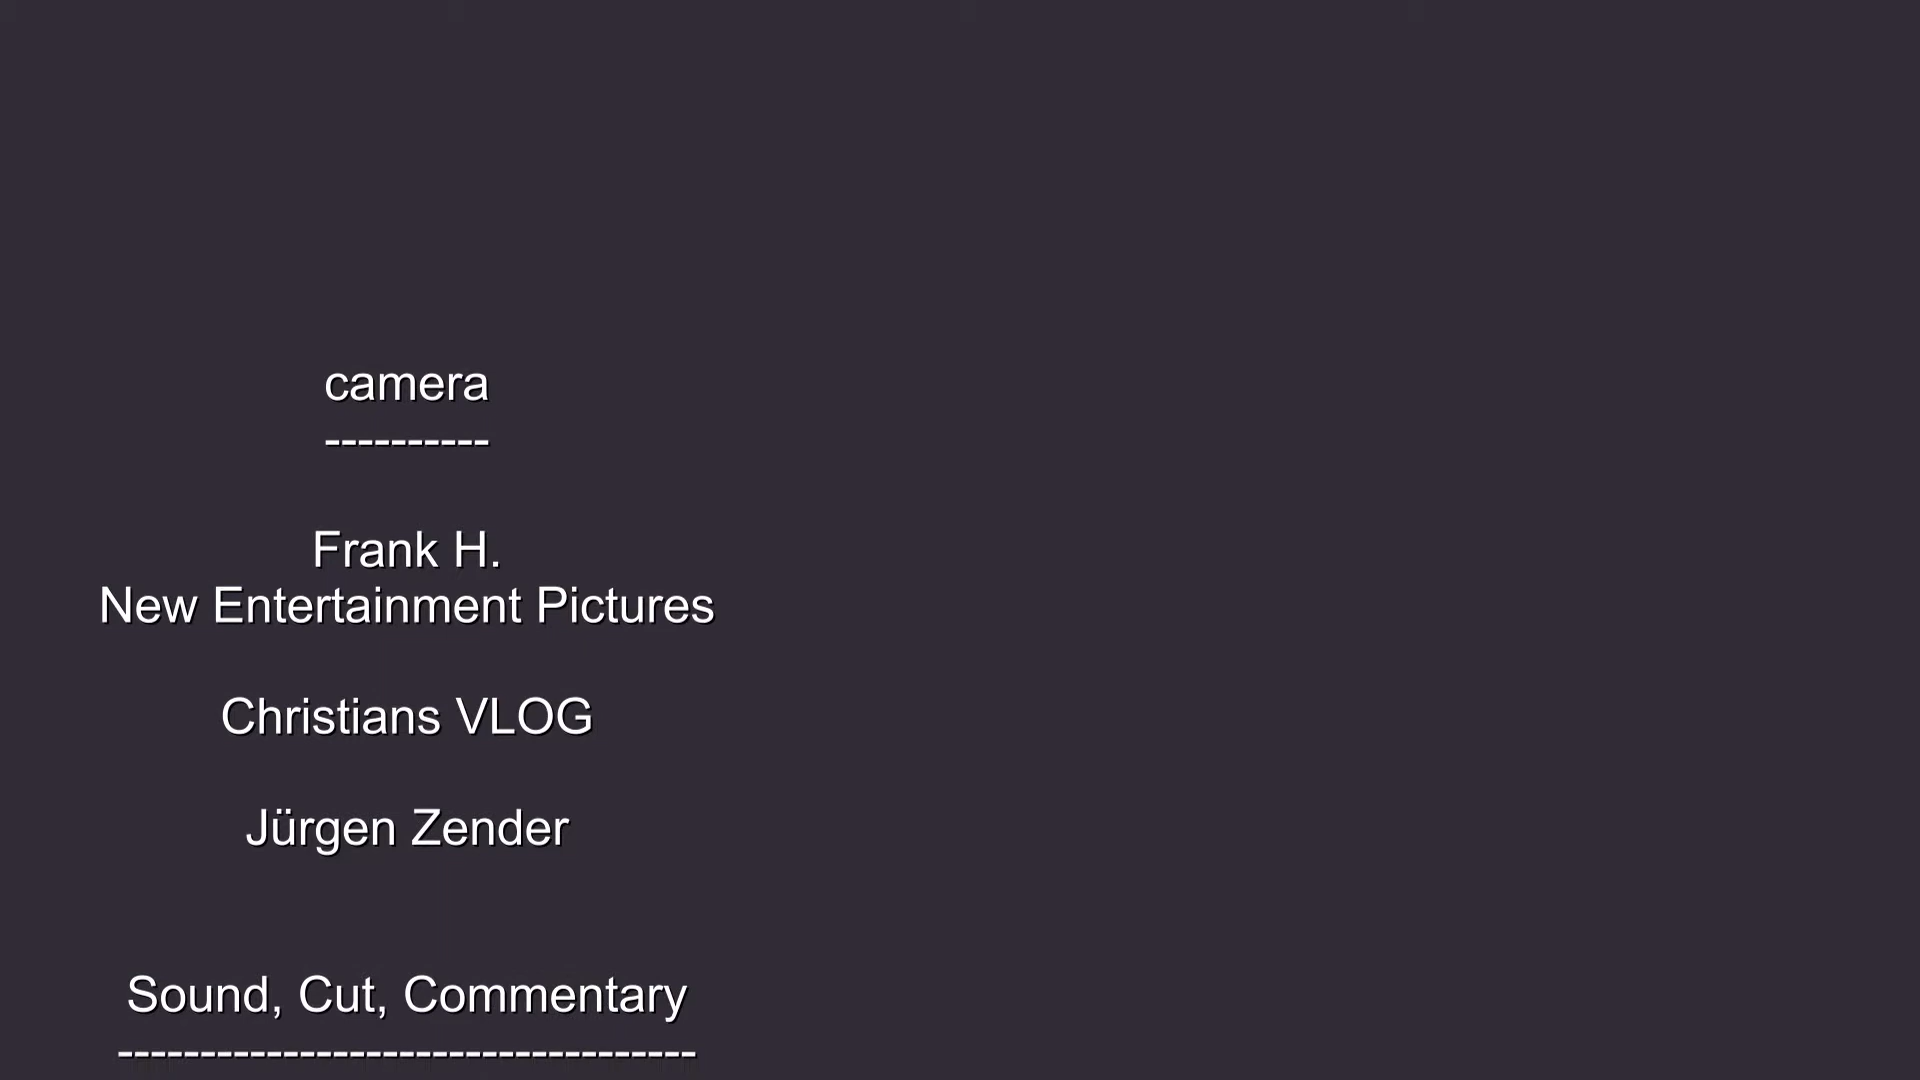 camera
----------
Frank H.
New Entertainment Pictures
Christians VLOG
Jürgen Zender
Sound, Cut, Commentary
-----------------------------------